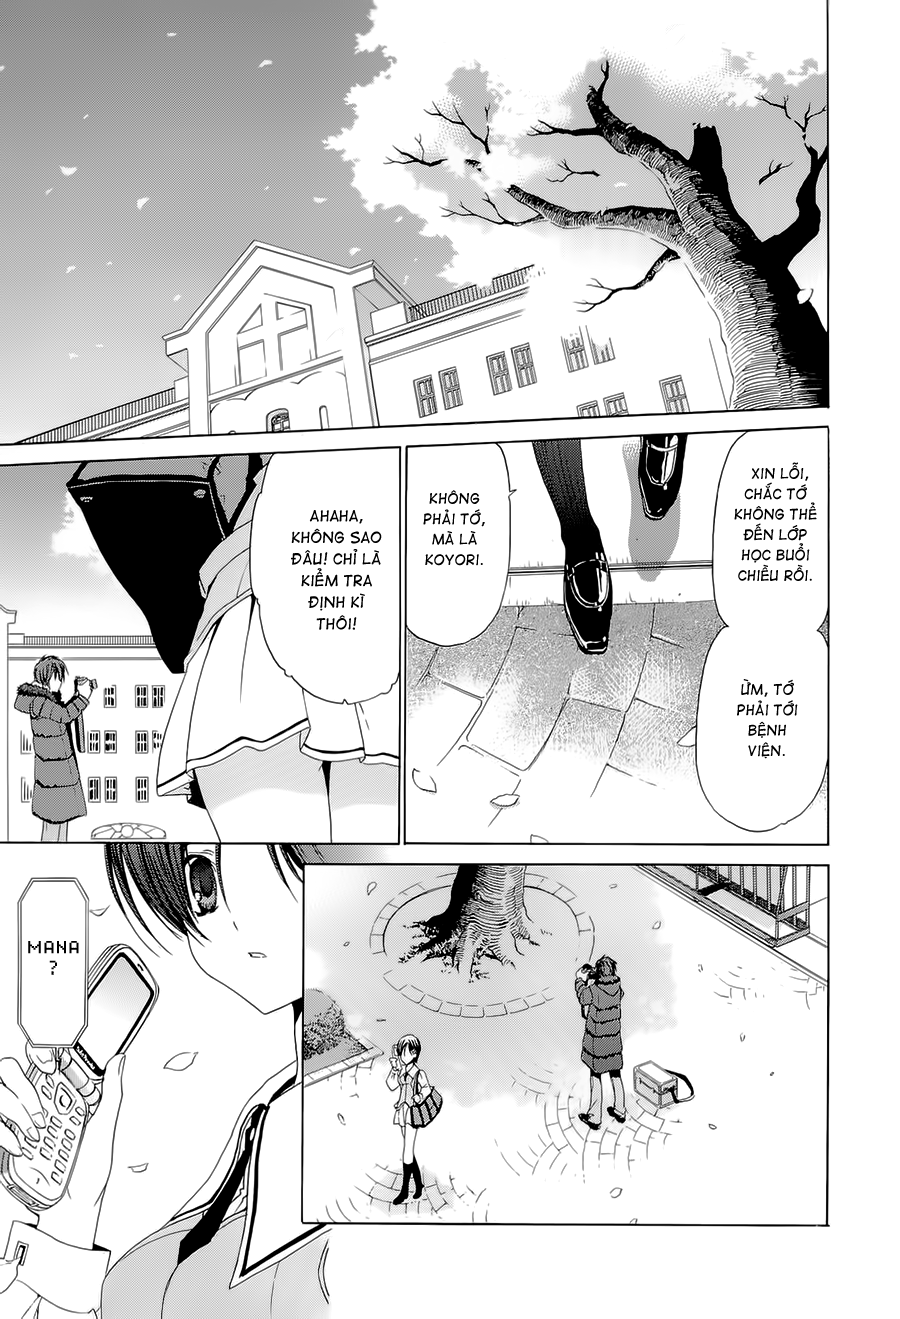 XIN LỖI,
CHẮC TỚ
KHÔNG THỂ
ĐẾN LỚP
HỌC BUỔI
CHIỀU RỒI.
ỪM, TỚ
PHẢI TỚI
BỆNH
VIỆN.
KHÔNG
PHẢI TỚ,
MÀ LÀ
KOYORI.
AHAHA,
KHÔNG SAO
ĐÂU! CHỈ LÀ
KIỂM TRA
ĐỊNH KÌ
THÔI!
MANA
?